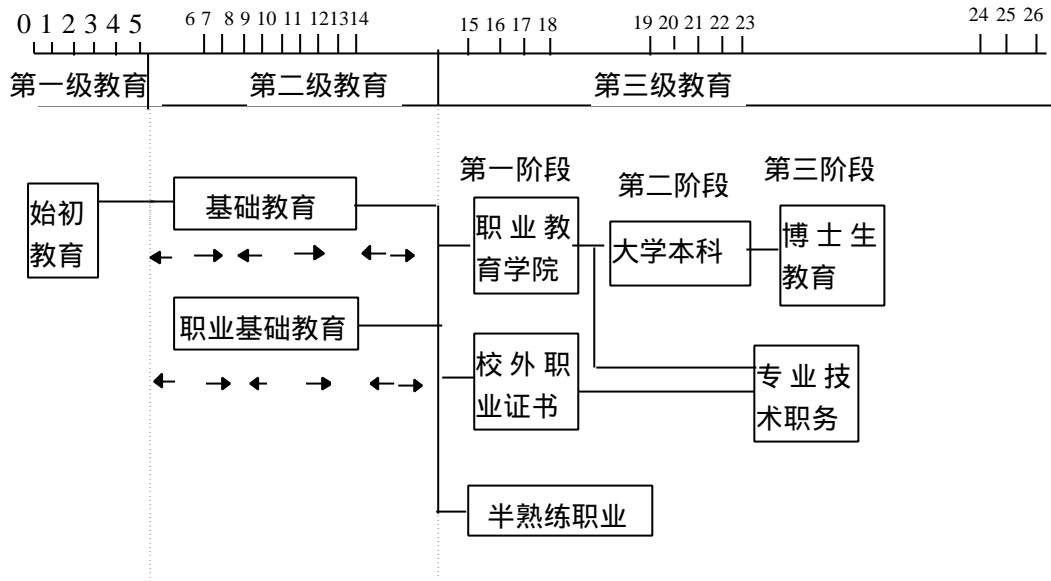 0 1 2 3 4 5 6 7 8 9 10 11 12 13 14 15 16 17 18 19 20 21 22 23 24 25 26
第一级教育 第二级教育 第三级教育
第一阶段 第二阶段 第三阶段
始初
教育
基础教育
职业教
育学院
大学本科
博士生
教育
职业基础教育
校外职
业证书
专业技
术职务
半熟练职业